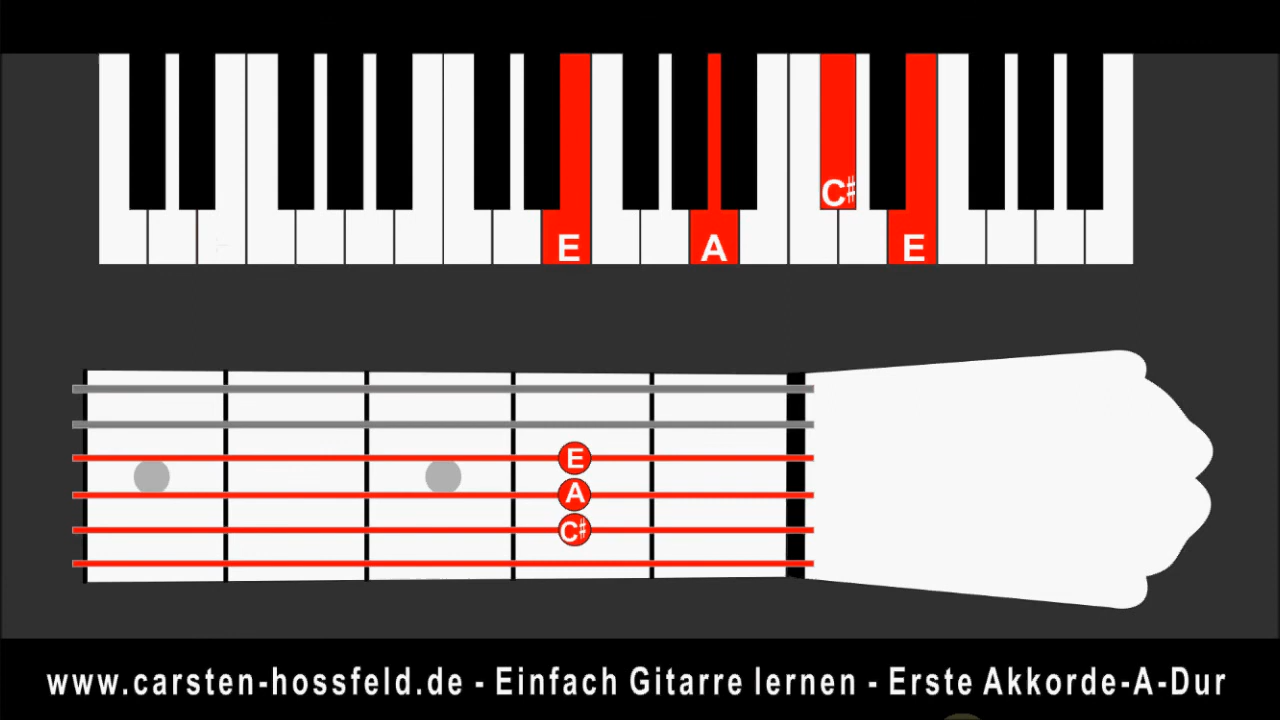 C♯
E A E
E
A
C♯
www.carsten-hossfeld.de - Einfach Gitarre lernen - Erste Akkorde-A-Dur